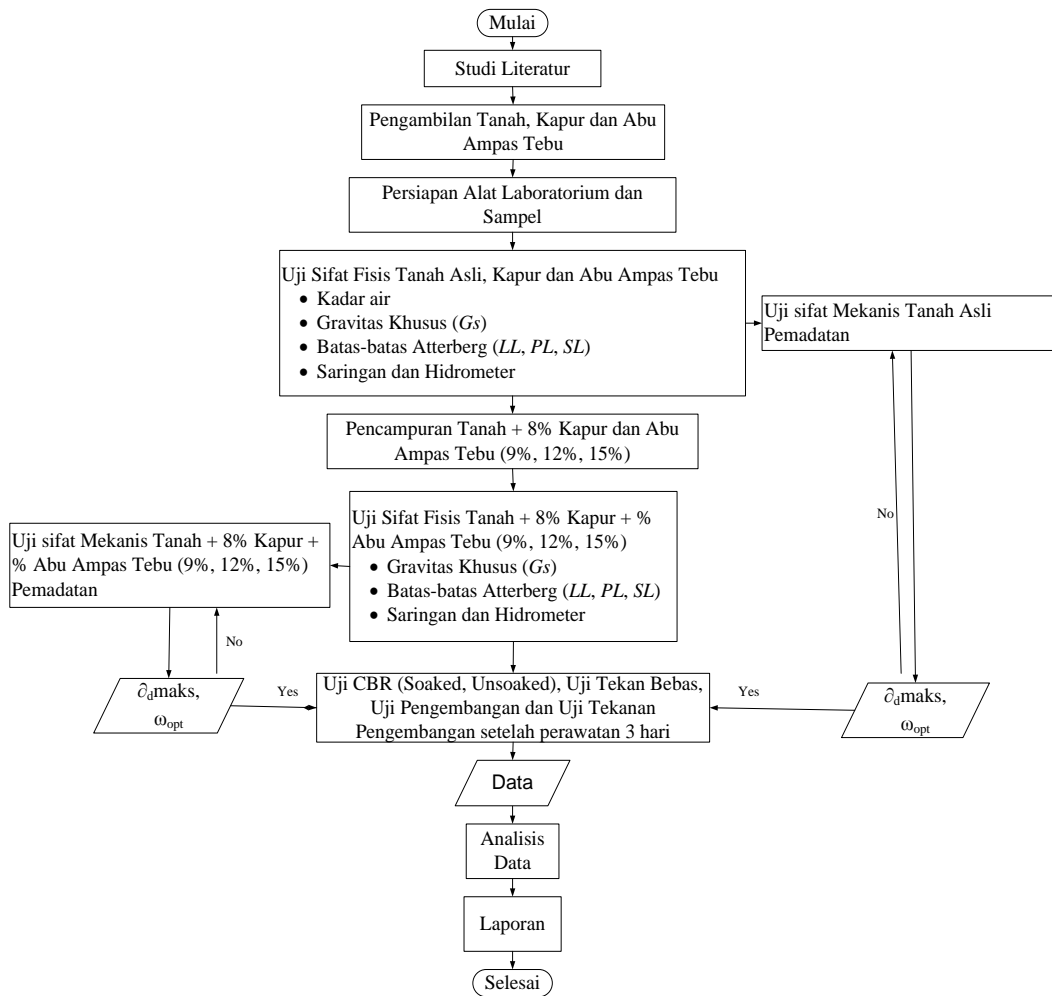 Mulai
Studi Literatur
Pengambilan Tanah, Kapur dan Abu
Ampas Tebu
Persiapan Alat Laboratorium dan
Sampel
Uji Sifat Fisis Tanah Asli, Kapur dan Abu Ampas Tebu
• Kadar air
• Gravitas Khusus (Gs)
• Batas-batas Atterberg (LL, PL, SL)
• Saringan dan Hidrometer
Uji sifat Mekanis Tanah Asli
Pemadatan
Pencampuran Tanah + 8% Kapur dan Abu
Ampas Tebu (9%, 12%, 15%)
Uji Sifat Fisis Tanah + 8% Kapur + %
Abu Ampas Tebu (9%, 12%, 15%)
• Gravitas Khusus (Gs)
• Batas-batas Atterberg (LL, PL, SL)
• Saringan dan Hidrometer
No
Uji sifat Mekanis Tanah + 8% Kapur +
% Abu Ampas Tebu (9%, 12%, 15%)
Pemadatan
No
∂dmaks,
ωopt
Yes
Uji CBR (Soaked, Unsoaked), Uji Tekan Bebas,
Uji Pengembangan dan Uji Tekanan
Pengembangan setelah perawatan 3 hari
Yes
∂dmaks,
ωopt
Data
Analisis
Data
Laporan
Selesai